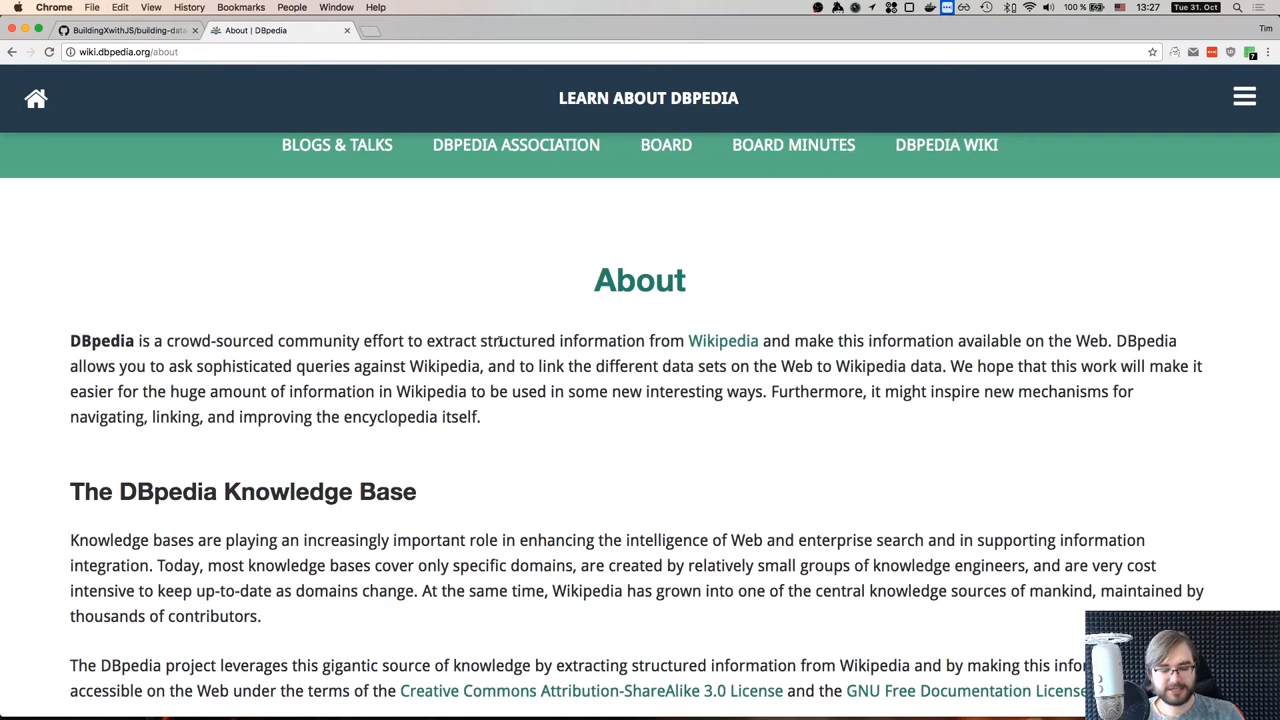 Chrome File Edit View History Bookmarks People Window Help 100 % 13:27 Tue 31. Oct
BuildingXwithJS/building-data About | DBpedia Tim
wiki.dbpedia.org/about
LEARN ABOUT DBPEDIA
BLOGS & TALKS DBPEDIA ASSOCIATION BOARD BOARD MINUTES DBPEDIA WIKI
About
DBpedia is a crowd-sourced community effort to extract structured information from Wikipedia and make this information available on the Web. DBpedia
allows you to ask sophisticated queries against Wikipedia, and to link the different data sets on the Web to Wikipedia data. We hope that this work will make it
easier for the huge amount of information in Wikipedia to be used in some new interesting ways. Furthermore, it might inspire new mechanisms for
navigating, linking, and improving the encyclopedia itself.
The DBpedia Knowledge Base
Knowledge bases are playing an increasingly important role in enhancing the intelligence of Web and enterprise search and in supporting information
integration. Today, most knowledge bases cover only specific domains, are created by relatively small groups of knowledge engineers, and are very cost
intensive to keep up-to-date as domains change. At the same time, Wikipedia has grown into one of the central knowledge sources of mankind, maintained by
thousands of contributors.
The DBpedia project leverages this gigantic source of knowledge by extracting structured information from Wikipedia and by making this
accessible on the Web under the terms of the Creative Commons Attribution-ShareAlike 3.0 License and the GNU Free Documentation License